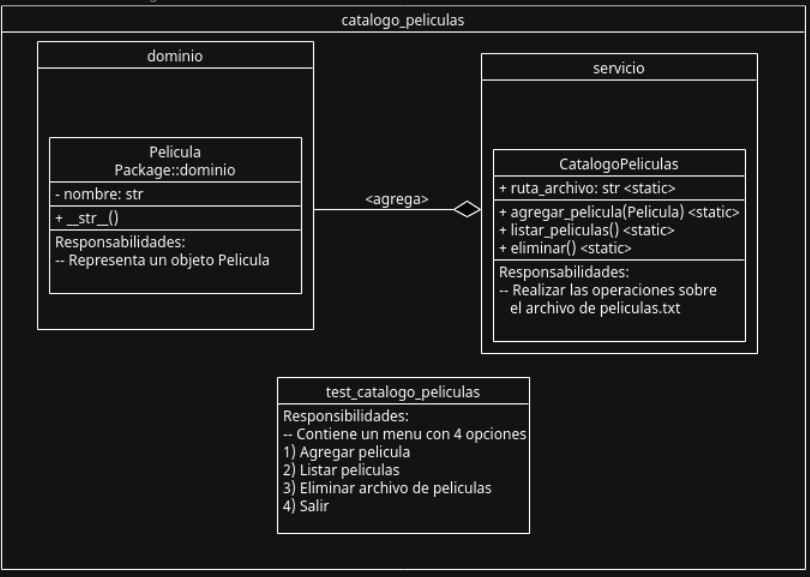 catalogo_peliculas
dominio
Pelicula
Package::dominio
- nombre: str
+ __str__()
Responsabilidades:
-- Representa un objeto Pelicula
<agrega>
servicio
CatalogoPeliculas
+ ruta_archivo: str <static>
+ agregar_pelicula(Pelicula) <static>
+ listar_peliculas() <static>
+ eliminar() <static>
Responsabilidades:
-- Realizar las operaciones sobre
el archivo de peliculas.txt
test_catalogo_peliculas
Responsibilidades:
-- Contiene un menu con 4 opciones
1) Agregar pelicula
2) Listar peliculas
3) Eliminar archivo de peliculas
4) Salir